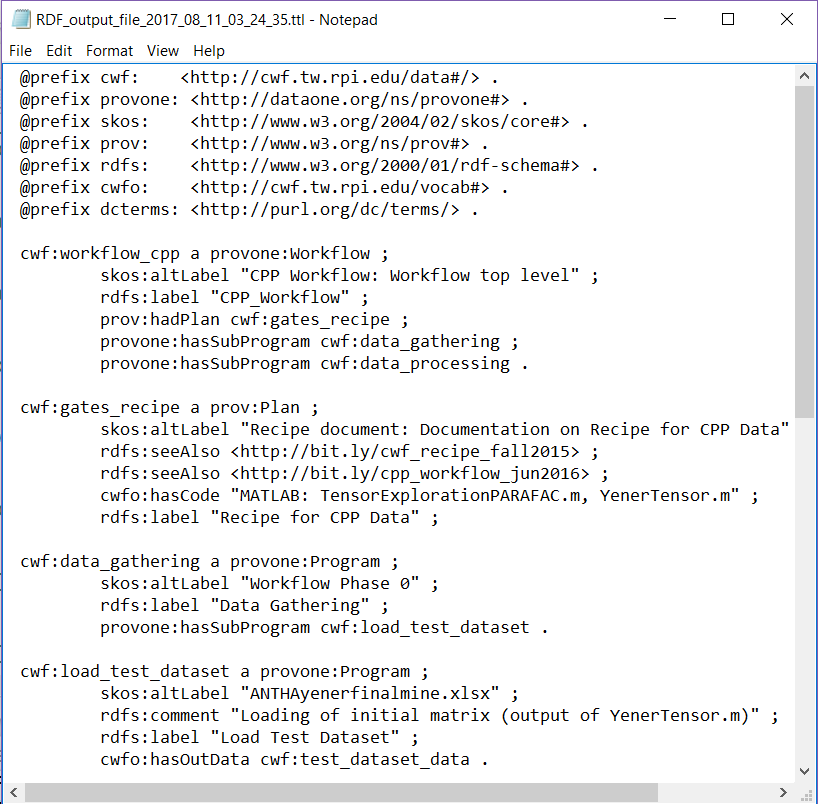 RDF_output_file_2017_08_11_03_24_35.ttl - Notepad
File Edit Format View Help
@prefix cwf: <http://cwf.tw.rpi.edu/data#/> .
@prefix provone: <http://dataone.org/ns/provone#> .
@prefix skos: <http://www.w3.org/2004/02/skos/core#> .
@prefix prov: <http://www.w3.org/ns/prov#> .
@prefix rdfs: <http://www.w3.org/2000/01/rdf-schema#> .
@prefix cwfo: <http://cwf.tw.rpi.edu/vocab#> .
@prefix dcterms: <http://purl.org/dc/terms/> .
cwf:workflow_cpp a provone:Workflow ;
skos:altLabel "CPP Workflow: Workflow top level" ;
rdfs:label "CPP_Workflow" ;
prov:hadPlan cwf:gates_recipe ;
provone:hasSubProgram cwf:data_gathering ;
provone:hasSubProgram cwf:data_processing .
cwf:gates_recipe a prov:Plan ;
skos:altLabel "Recipe document: Documentation on Recipe for CPP Data"
rdfs:seeAlso <http://bit.ly/cwf_recipe_fall2015> ;
rdfs:seeAlso <http://bit.ly/cpp_workflow_jun2016> ;
cwfo:hasCode "MATLAB: TensorExplorationPARAFAC.m, YenerTensor.m" ;
rdfs:label "Recipe for CPP Data" ;
cwf:data_gathering a provone:Program ;
skos:altLabel "Workflow Phase 0" ;
rdfs:label "Data Gathering" ;
provone:hasSubProgram cwf:load_test_dataset .
cwf:load_test_dataset a provone:Program ;
skos:altLabel "ANTHAyenerfinalmine.xlsx" ;
rdfs:comment "Loading of initial matrix (output of YenerTensor.m)" ;
rdfs:label "Load Test Dataset" ;
cwfo:hasOutData cwf:test_dataset_data .